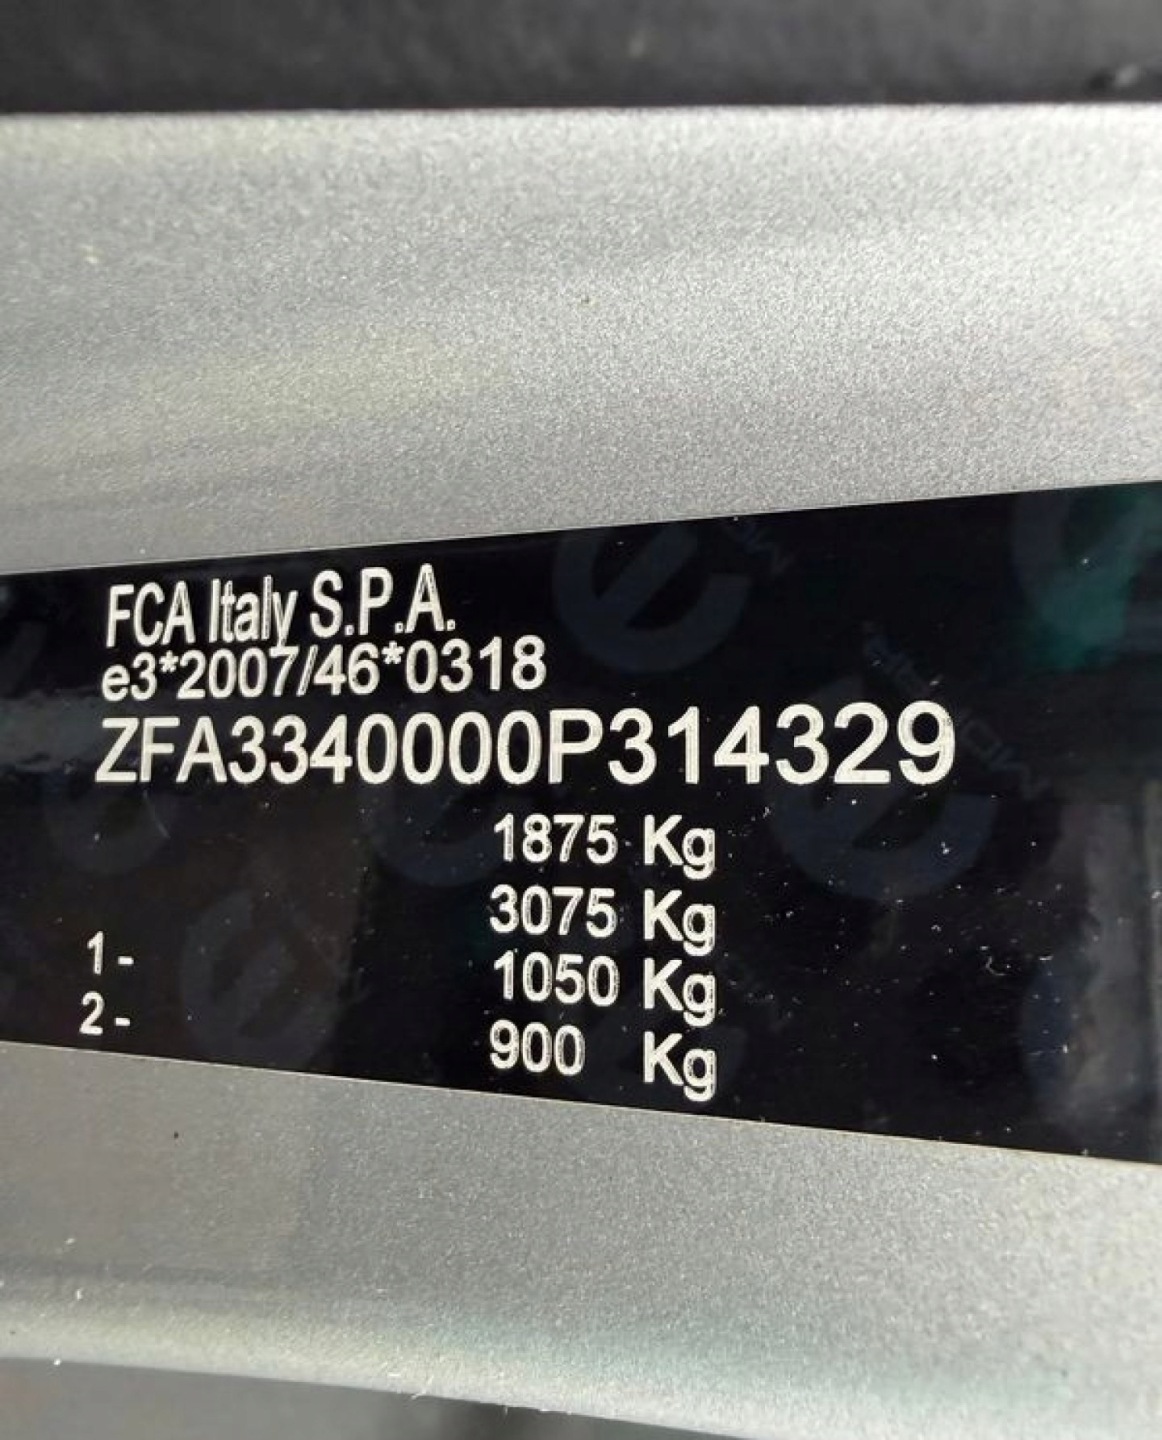 FCA Italy S.P.A.
e3*2007/46*0318
ZFA3340000P314329
1875 Kg
3075 Kg
1- 1050 Kg
2- 900 Kg